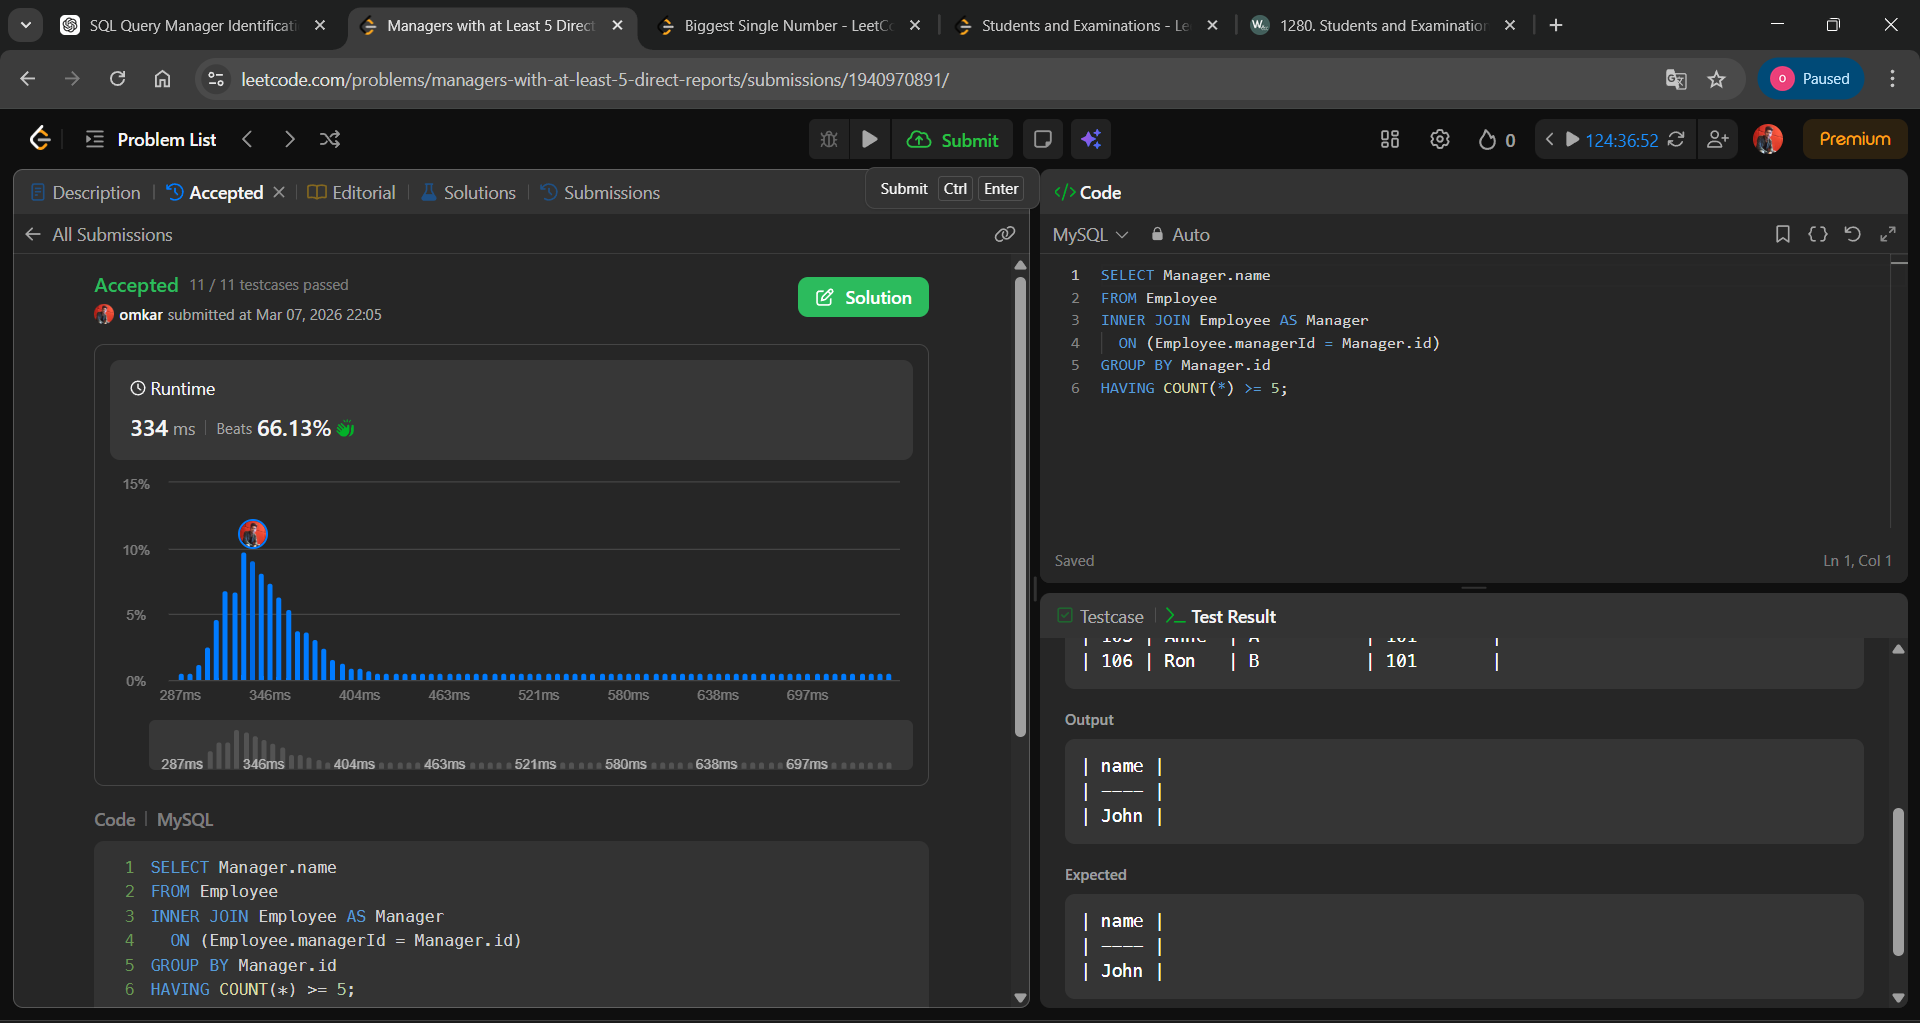 SQL Query Manager Identificati
Managers with at Least 5 Direct
Biggest Single Number - LeetCo
Students and Examinations - Le
1280. Students and Examination
leetcode.com/problems/managers-with-at-least-5-direct-reports/submissions/1940970891/
Paused
Problem List
Submit
0
124:36:52
Premium
Description
Accepted
Editorial
Solutions
Submissions
Submit Ctrl Enter
All Submissions
Accepted 11 / 11 testcases passed
omkar submitted at Mar 07, 2026 22:05
Solution
Runtime
334 ms Beats 66.13%
15%
10%
5%
0%
287ms 346ms 404ms 463ms 521ms 580ms 638ms 697ms
287ms 346ms 404ms 463ms 521ms 580ms 638ms 697ms
Code | MySQL
1 SELECT Manager.name
2 FROM Employee
3 INNER JOIN Employee AS Manager
4 ON (Employee.managerId = Manager.id)
5 GROUP BY Manager.id
6 HAVING COUNT(*) >= 5;
</> Code
MySQL
Auto
1 SELECT Manager.name
2 FROM Employee
3 INNER JOIN Employee AS Manager
4 ON (Employee.managerId = Manager.id)
5 GROUP BY Manager.id
6 HAVING COUNT(*) >= 5;
Saved
Ln 1, Col 1
Testcase
Test Result
| 105 | Anne | A | 101 |
| 106 | Ron | B | 101 |
Output
| name |
| ---- |
| John |
Expected
| name |
| ---- |
| John |